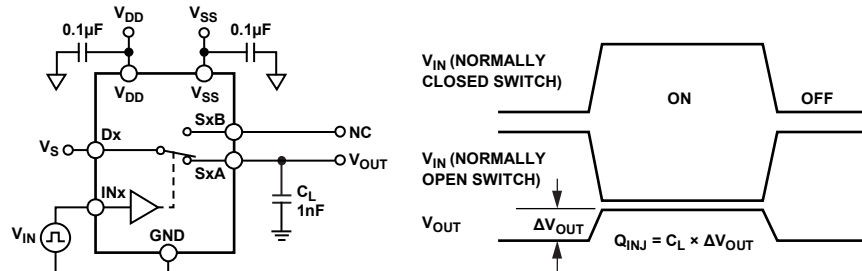 VDD
VSS
0.1µF
0.1µF
VDD
VSS
SxB
NC
Dx
VS
SxA
VOUT
INx
CL
1nF
VIN
GND
VIN (NORMALLY
CLOSED SWITCH)
ON
OFF
VIN (NORMALLY
OPEN SWITCH)
VOUT
ΔVOUT
QINJ = CL × ΔVOUT